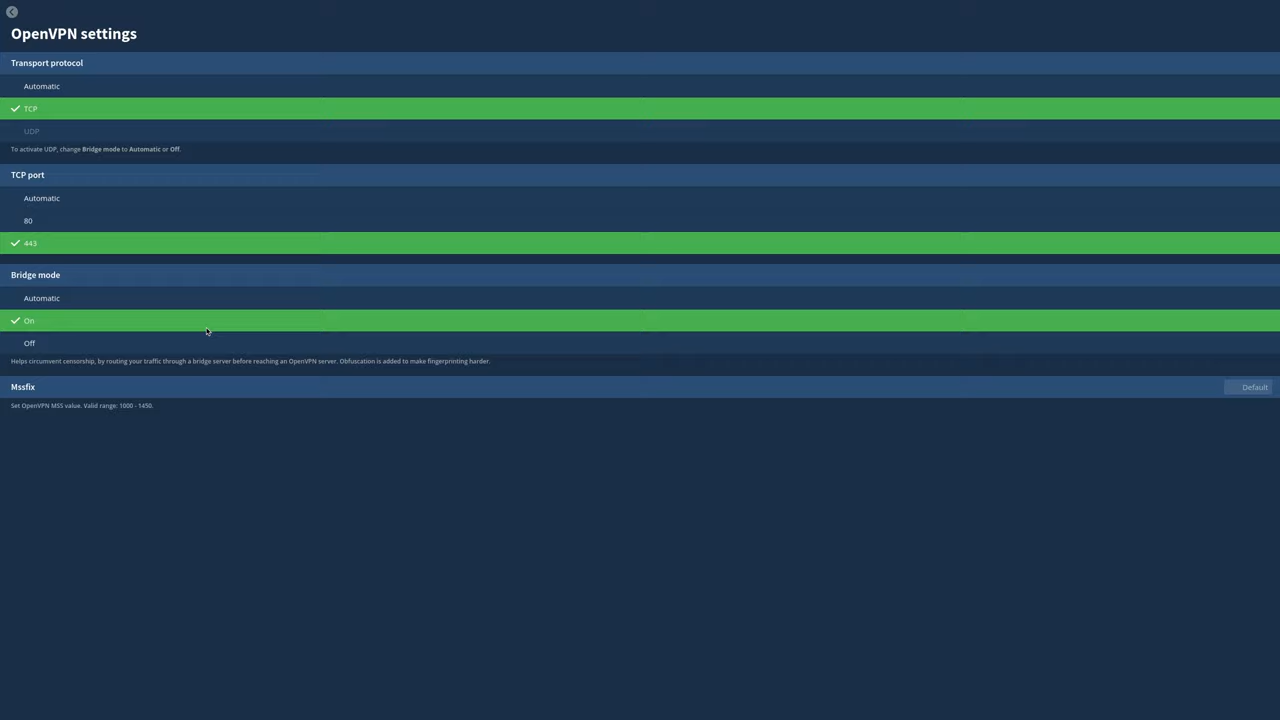 OpenVPN settings
Transport protocol
Automatic
TCP
UDP
To activate UDP, change Bridge mode to Automatic or Off.
TCP port
Automatic
80
443
Bridge mode
Automatic
On
Off
Helps circumvent censorship, by routing your traffic through a bridge server before reaching an OpenVPN server. Obfuscation is added to make fingerprinting harder.
Mssfix
Default
Set OpenVPN MSS value. Valid range: 1000 - 1450.